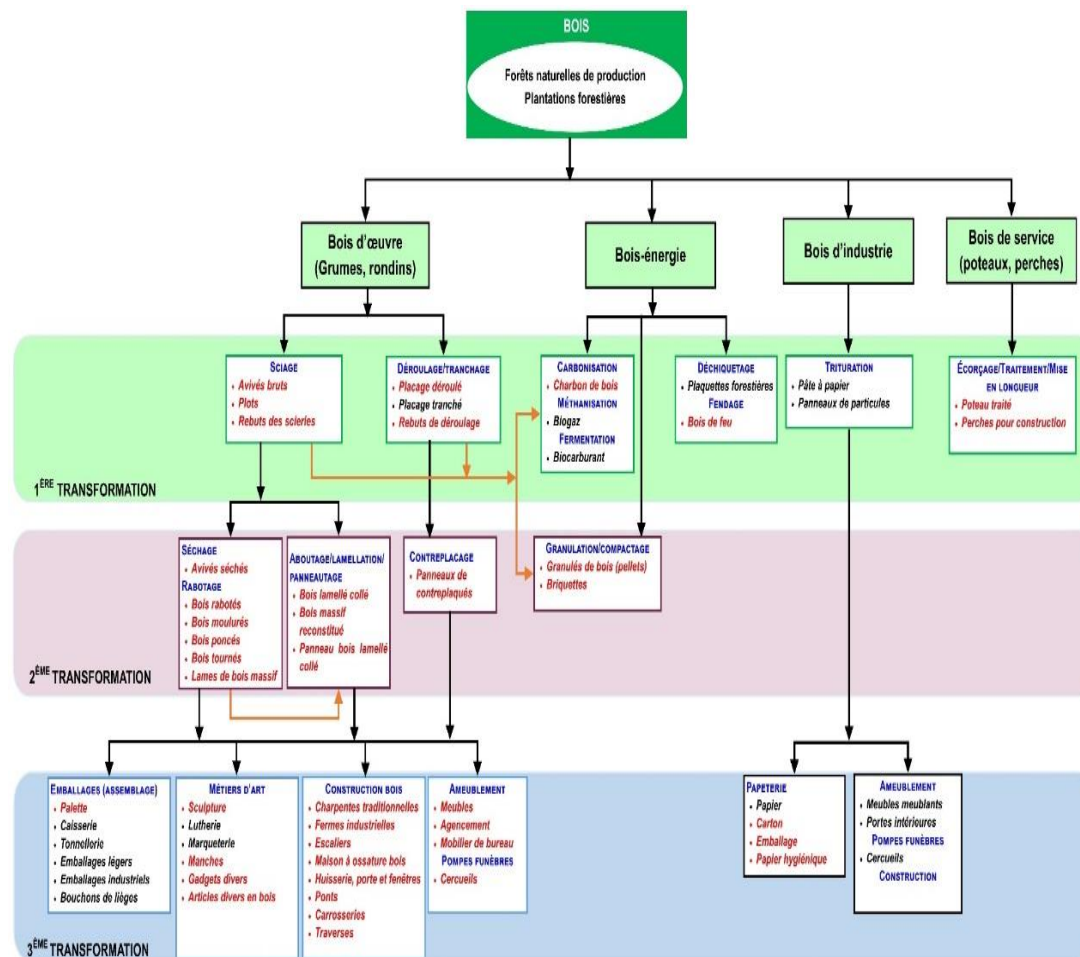 BOIS
Forêts naturelles de production
Plantations forestières
Bois d'œuvre
(Grumes, rondins)
Bois-énergie
Bois d'industrie
Bois de service
(poteaux, perches)
SCIAGE
• Avivés bruts
• Plots
• Rebuts des scieries
DÉROULAGE/TRANCHAGE
• Placage déroulé
• Placage tranché
• Rebuts de déroulage
CARBONISATION
• Charbon de bois
MÉTHANISATION
• Biogaz
FERMENTATION
• Biocarburant
DÉCHIQUETAGE
• Plaquettes forestières
FENDAGE
• Bois de feu
TRITURATION
• Pâte à papier
• Panneaux de particules
ÉCORÇAGE/TRAITEMENT/MISE
EN LONGUEUR
• Poteau traité
• Perches pour construction
1ÈRE TRANSFORMATION
SÉCHAGE
• Avivés séchés
RABOTAGE
• Bois rabotés
• Bois moulurés
• Bois poncés
• Bois tournés
• Lames de bois massif
ABOUTAGE/LAMELLATION/
PANNEAUTAGE
• Bois lamellé collé
• Bois massif
reconstitué
• Panneau bois lamellé
collé
CONTREPLACAGE
• Panneaux de
contreplaqués
GRANULATION/COMPACTAGE
• Granulés de bois (pellets)
• Briquettes
2ÈME TRANSFORMATION
EMBALLAGES (ASSEMBLAGE)
• Palette
• Caisserie
• Tonnellerie
• Emballages légers
• Emballages industriels
• Bouchons de lièges
MÉTIERS D'ART
• Sculpture
• Lutherie
• Marqueterie
• Manches
• Gadgets divers
• Articles divers en bois
CONSTRUCTION BOIS
• Charpentes traditionnelles
• Fermes industrielles
• Escaliers
• Maison à ossature bois
• Huisserie, porte et fenêtres
• Ponts
• Carrosseries
• Traverses
AMEUBLEMENT
• Meubles
• Agencement
• Mobilier de bureau
POMPES FUNÈBRES
• Cercueils
PAPETERIE
• Papier
• Carton
• Emballage
• Papier hygiénique
AMEUBLEMENT
• Meubles meublants
• Portes intérieures
POMPES FUNÈBRES
• Cercueils
CONSTRUCTION
3ÈME TRANSFORMATION